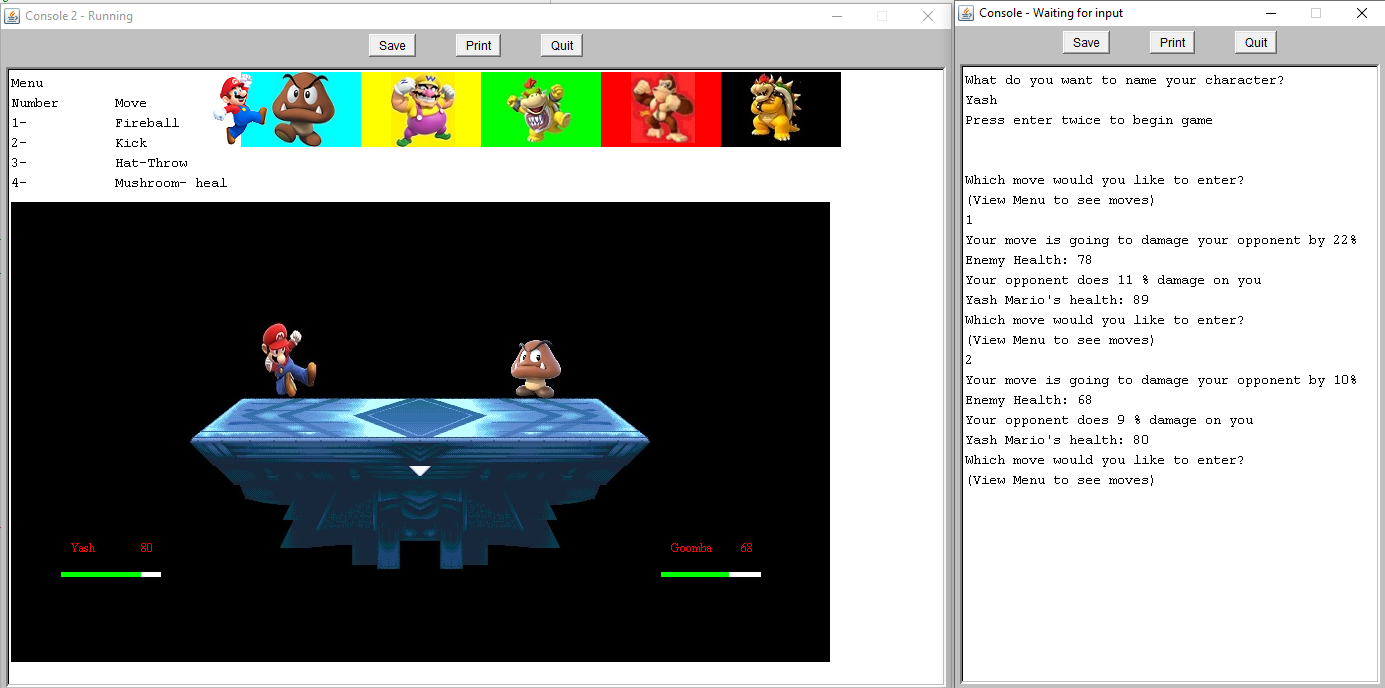 Console 2 - Running
Save Print Quit
Menu
Number Move
1- Fireball
2- Kick
3- Hat-Throw
4- Mushroom- heal
Yash 80
Goomba 68
Console - Waiting for input
Save Print Quit
What do you want to name your character?
Yash
Press enter twice to begin game
Which move would you like to enter?
(View Menu to see moves)
1
Your move is going to damage your opponent by 22%
Enemy Health: 78
Your opponent does 11 % damage on you
Yash Mario's health: 89
Which move would you like to enter?
(View Menu to see moves)
2
Your move is going to damage your opponent by 10%
Enemy Health: 68
Your opponent does 9 % damage on you
Yash Mario's health: 80
Which move would you like to enter?
(View Menu to see moves)